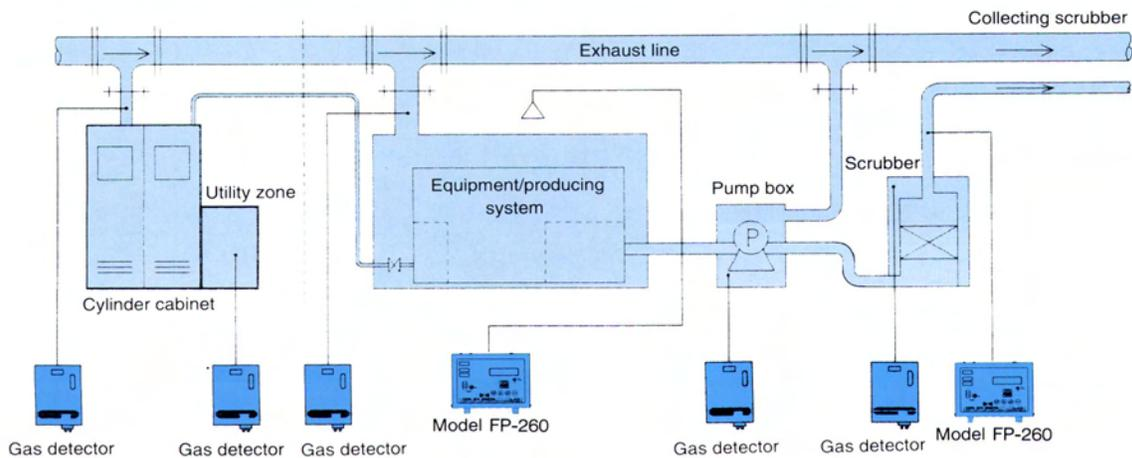 Collecting scrubber
Exhaust line
Scrubber
Utility zone
Equipment/producing
system
Pump box
P
Cylinder cabinet
Model FP-260
Gas detector
Gas detector
Gas detector
Gas detector
Gas detector
Model FP-260